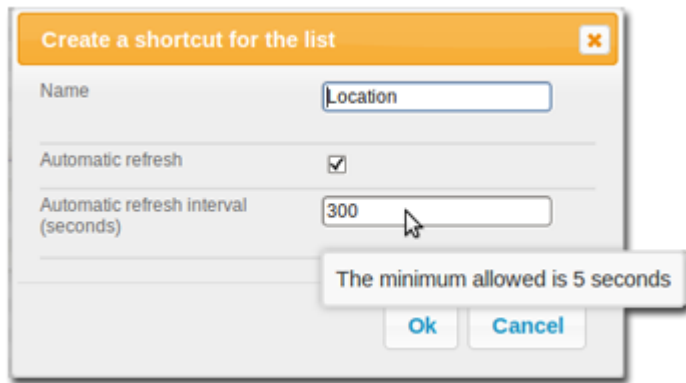 Create a shortcut for the list
Name
Location
Automatic refresh
Automatic refresh interval
(seconds)
300
The minimum allowed is 5 seconds
Ok
Cancel